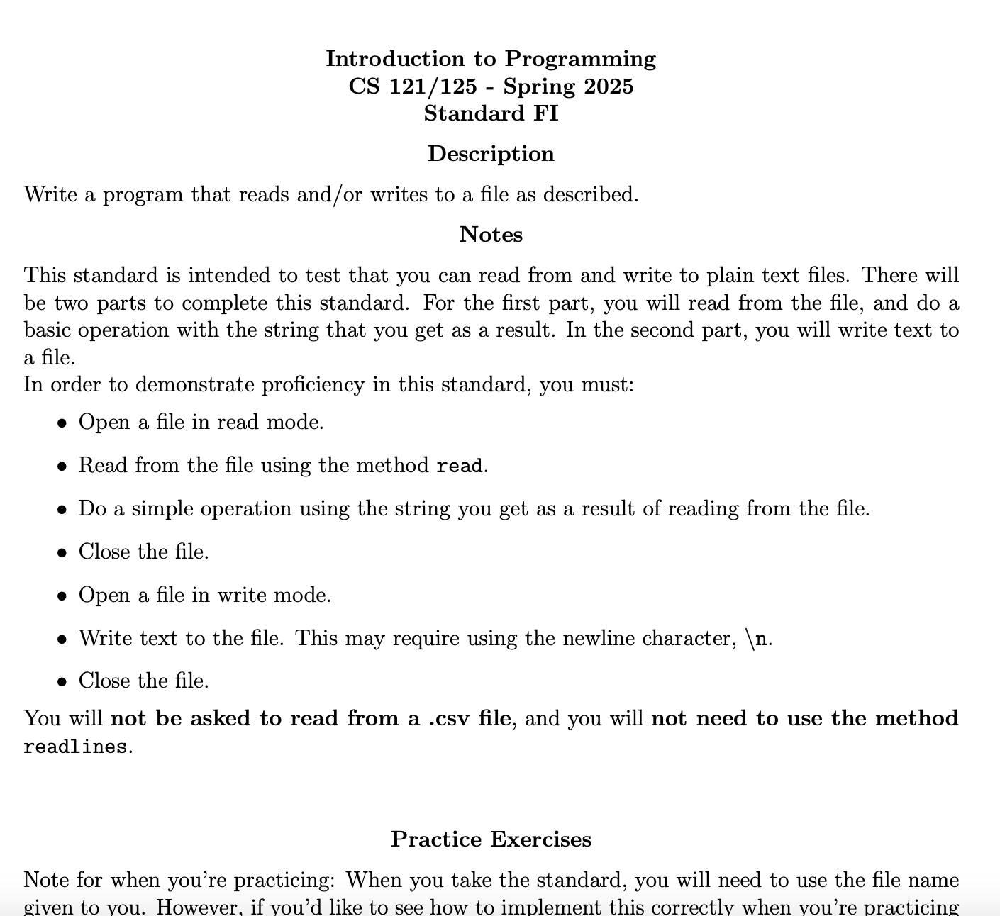 Introduction to Programming
CS 121/125 - Spring 2025
Standard FI
Description
Write a program that reads and/or writes to a file as described.
Notes
This standard is intended to test that you can read from and write to plain text files. There will
be two parts to complete this standard. For the first part, you will read from the file, and do a
basic operation with the string that you get as a result. In the second part, you will write text to
a file.
In order to demonstrate proficiency in this standard, you must:
• Open a file in read mode.
• Read from the file using the method read.
• Do a simple operation using the string you get as a result of reading from the file.
• Close the file.
• Open a file in write mode.
• Write text to the file. This may require using the newline character, \n.
• Close the file.
You will not be asked to read from a .csv file, and you will not need to use the method
readlines.
Practice Exercises
Note for when you're practicing: When you take the standard, you will need to use the file name
given to you. However, if you'd like to see how to implement this correctly when you're practicing